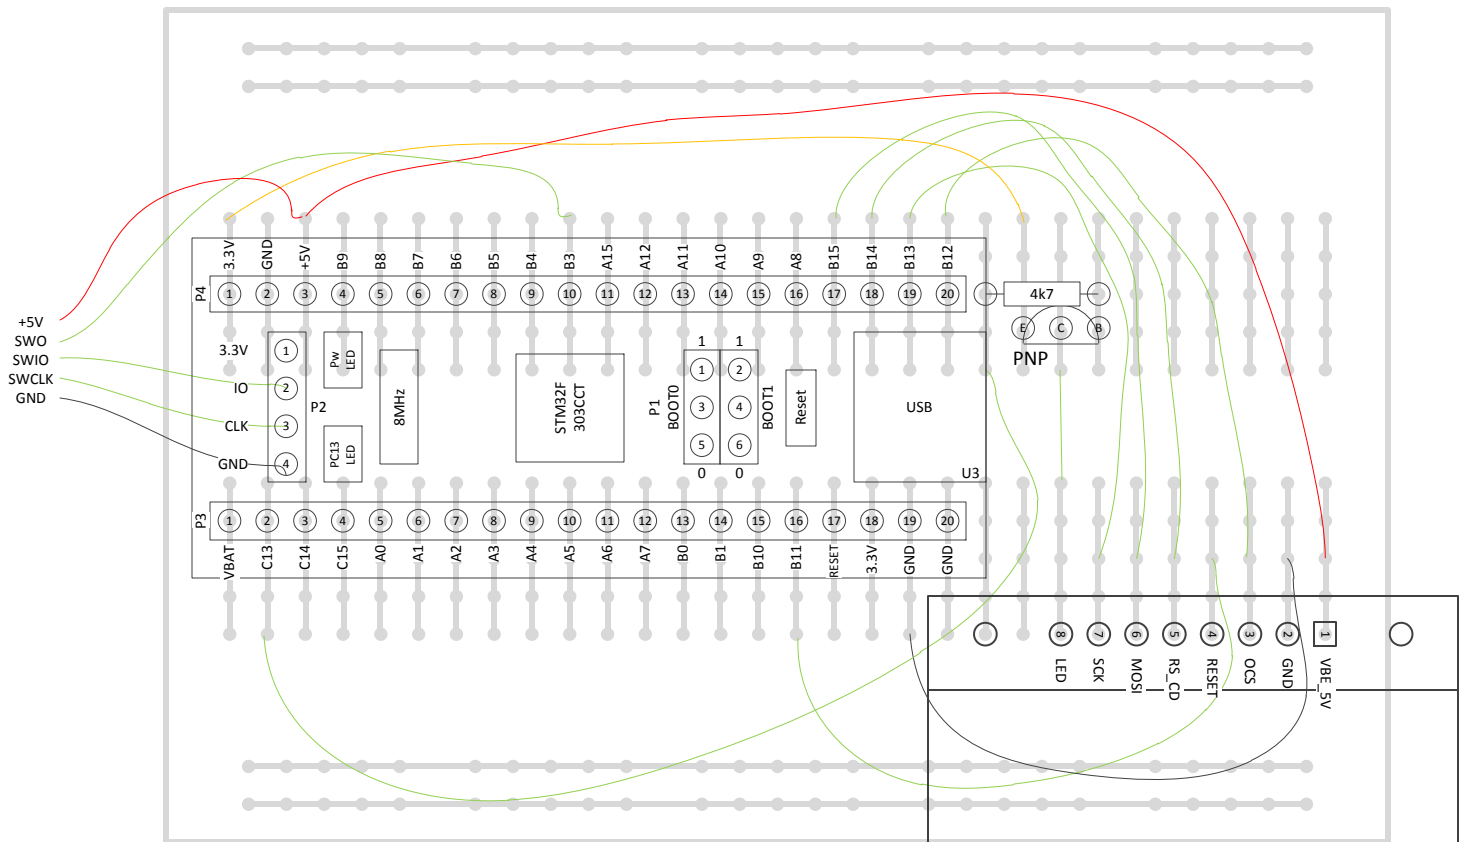 3.3V GND +5V B9 B8 B7 B6 B5 B4 B3 A15 A12 A11 A10 A9 A8 B15 B14 B13 B12
P4 1 2 3 4 5 6 7 8 9 10 11 12 13 14 15 16 17 18 19 20
4k7
E C B
PNP
+5V
SWO
SWIO
SWCLK
GND
3.3V 1
IO 2
CLK 3
GND 4
P2
Pw
LED
PC13
LED
8MHz
STM32F
303CCT
P1
BOOT0
1 1
1 2
3 4
5 6
0 0
BOOT1
Reset
USB
U3
P3 1 2 3 4 5 6 7 8 9 10 11 12 13 14 15 16 17 18 19 20
VBAT C13 C14 C15 A0 A1 A2 A3 A4 A5 A6 A7 B0 B1 B10 B11 RESET 3.3V GND GND
8 7 6 5 4 3 2 1
LED SCK MOSI RS_CD RESET OCS GND VBE_5V